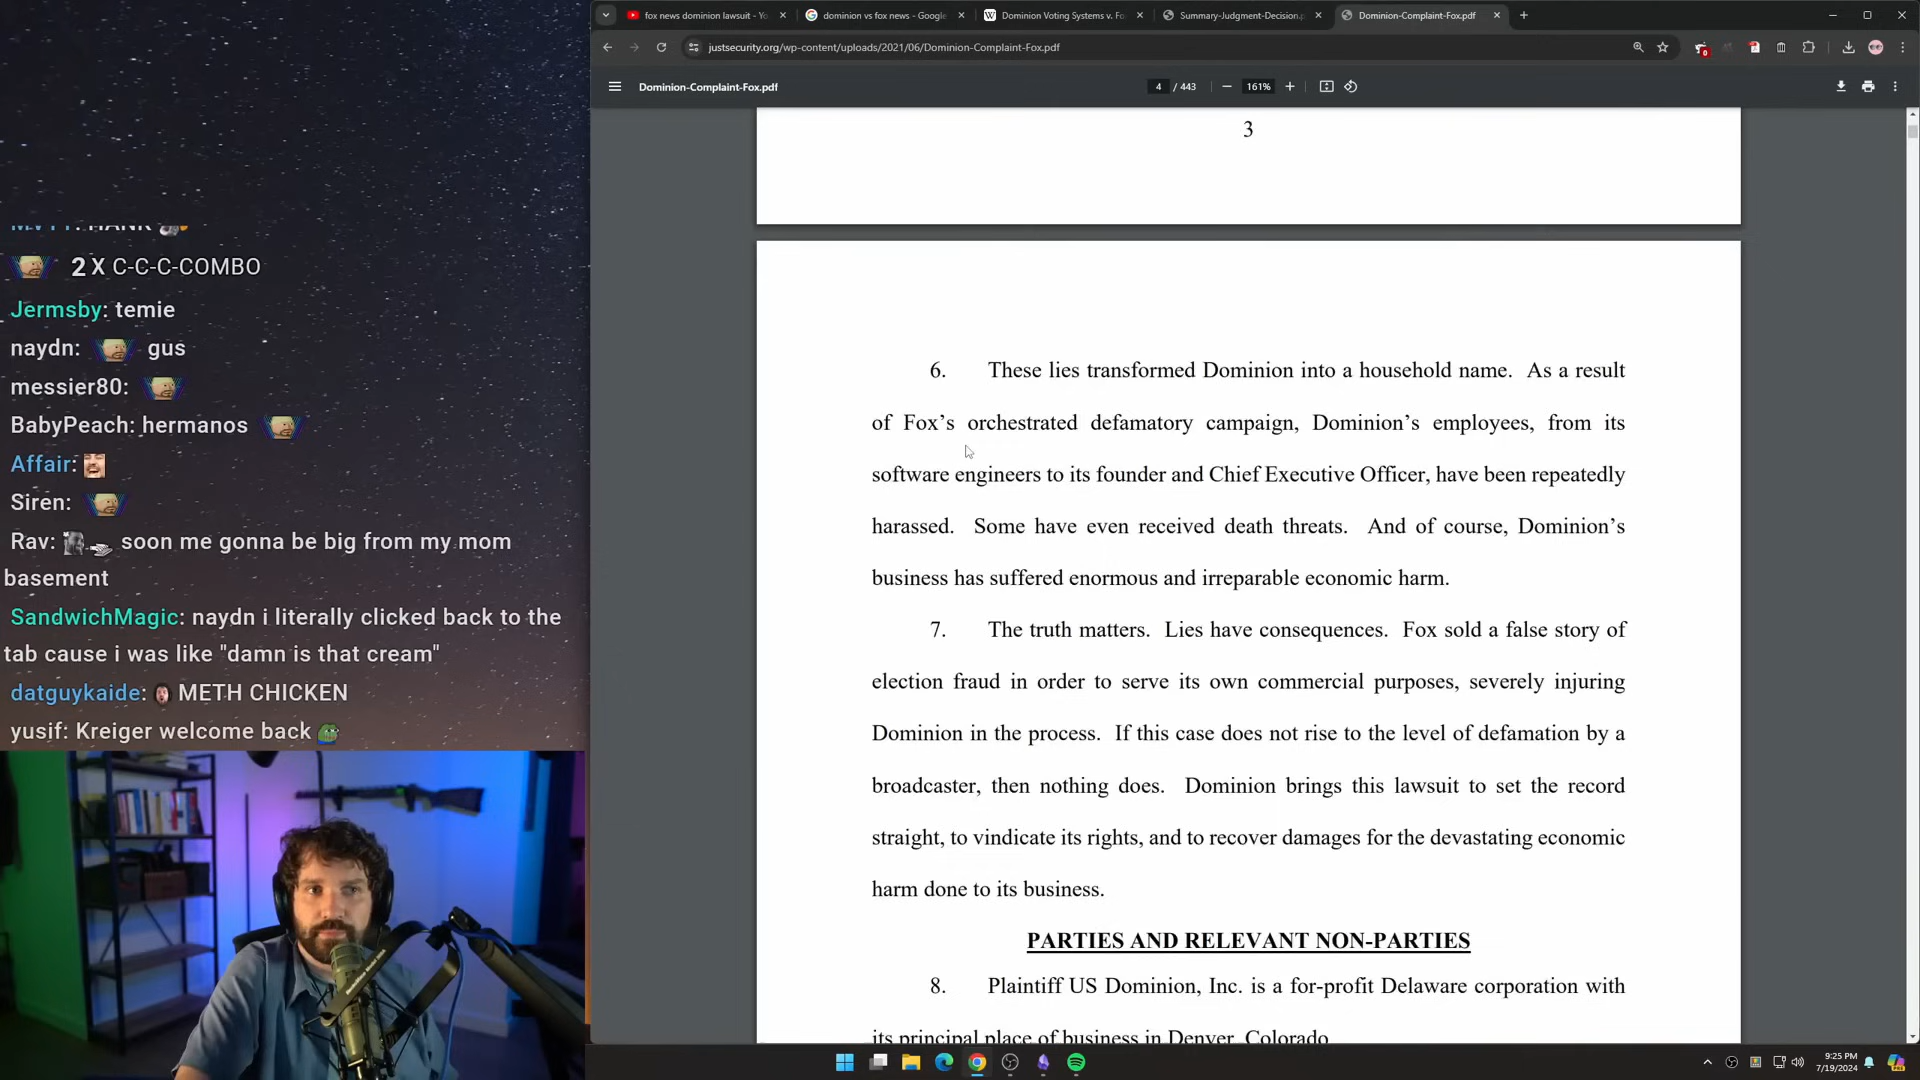 fox news dominion lawsuit - Yo
dominion vs fox news - Google
Dominion Voting Systems v. Fo
Summary-Judgment-Decision.p
Dominion-Complaint-Fox.pdf
justsecurity.org/wp-content/uploads/2021/06/Dominion-Complaint-Fox.pdf
Dominion-Complaint-Fox.pdf
4 / 443
161%
3
6. These lies transformed Dominion into a household name. As a result
of Fox's orchestrated defamatory campaign, Dominion's employees, from its
software engineers to its founder and Chief Executive Officer, have been repeatedly
harassed. Some have even received death threats. And of course, Dominion's
business has suffered enormous and irreparable economic harm.
7. The truth matters. Lies have consequences. Fox sold a false story of
election fraud in order to serve its own commercial purposes, severely injuring
Dominion in the process. If this case does not rise to the level of defamation by a
broadcaster, then nothing does. Dominion brings this lawsuit to set the record
straight, to vindicate its rights, and to recover damages for the devastating economic
harm done to its business.
PARTIES AND RELEVANT NON-PARTIES
8. Plaintiff US Dominion, Inc. is a for-profit Delaware corporation with
its principal place of business in Denver, Colorado
2 X C-C-C-COMBO
Jermsby: temie
naydn: gus
messier80:
BabyPeach: hermanos
Affair:
Siren:
Rav: soon me gonna be big from my mom
basement
SandwichMagic: naydn i literally clicked back to the
tab cause i was like "damn is that cream"
datguykaide: METH CHICKEN
yusif: Kreiger welcome back
9:25 PM
7/19/2024